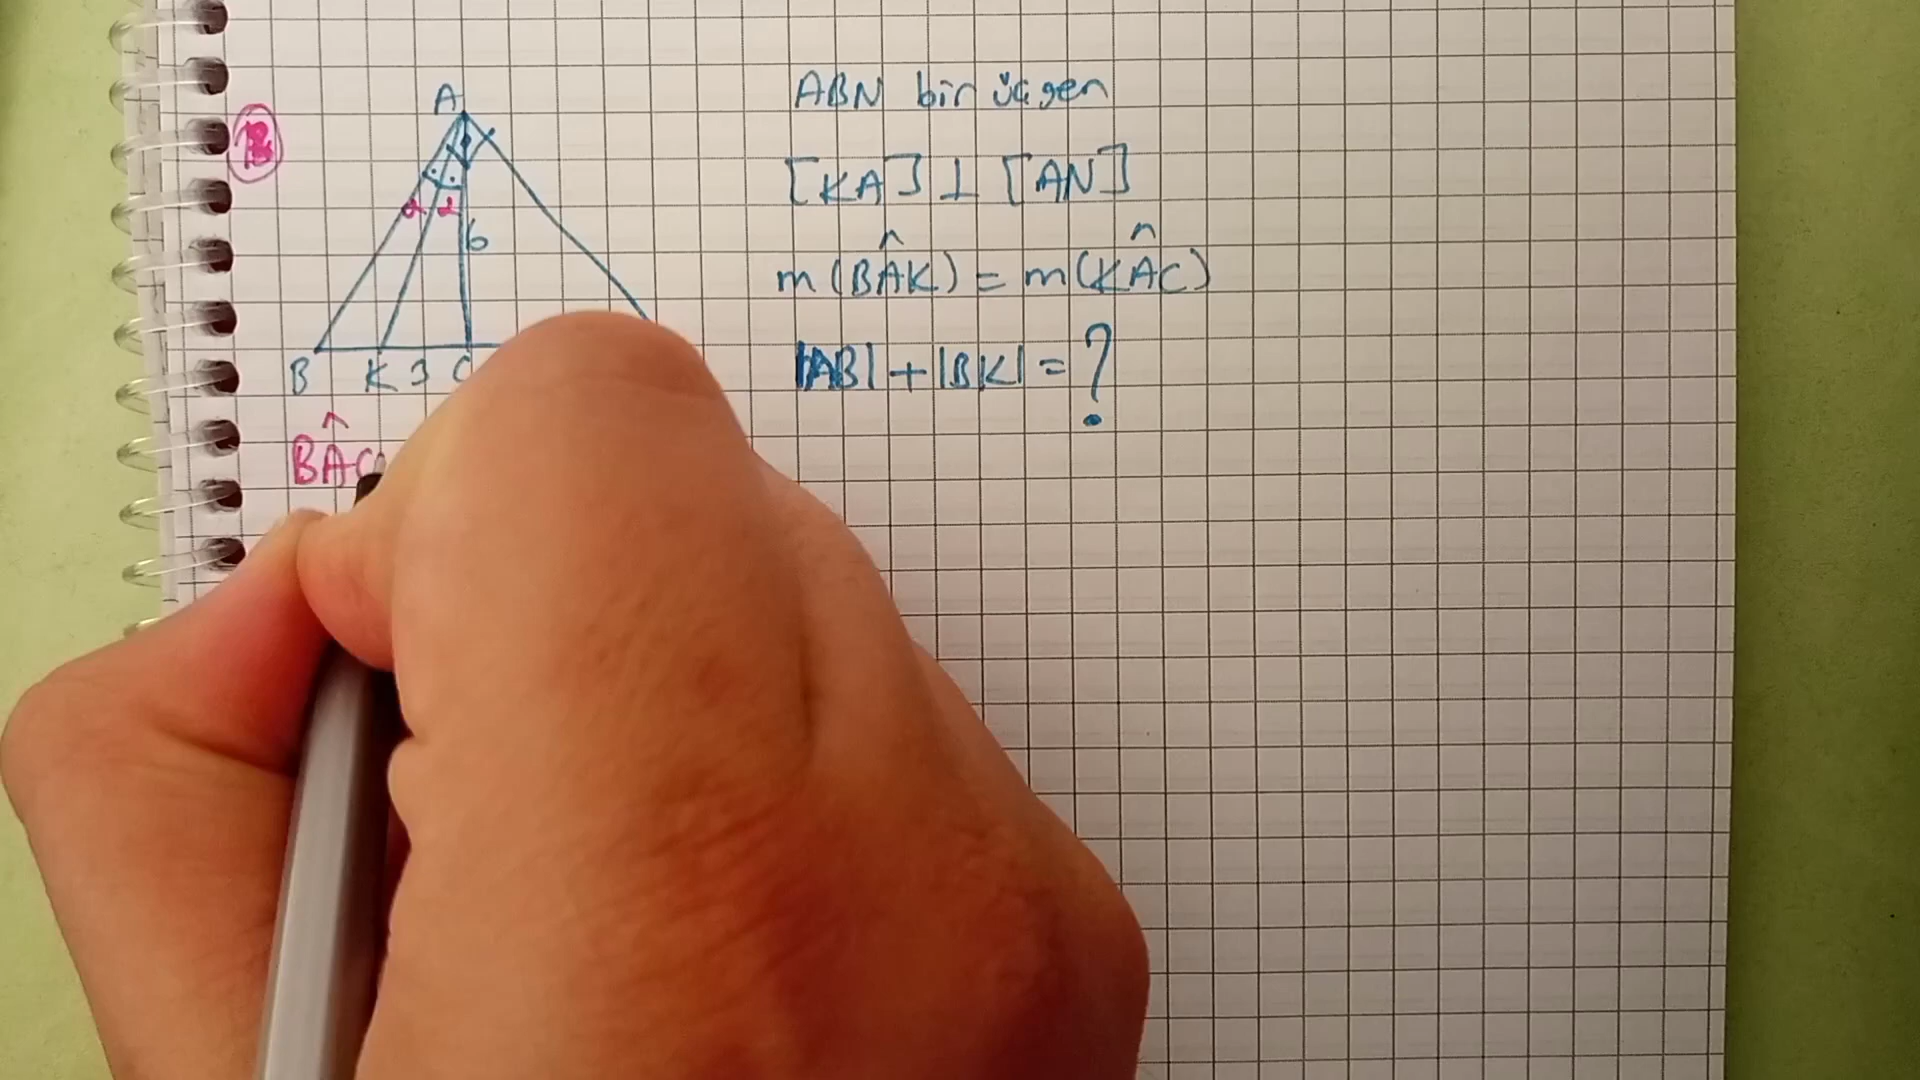 A
ABN bir üçgen
[KA] ⊥ [AN]
α α
6
m(BÂK) = m(KÂC)
B K 3 C
|AB| + |BK| = ?
BÂC